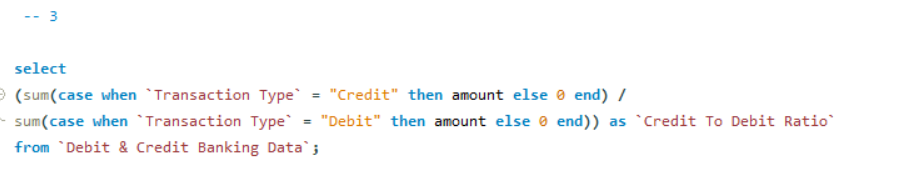 -- 3
select
(sum(case when `Transaction Type` = "Credit" then amount else 0 end) /
sum(case when `Transaction Type` = "Debit" then amount else 0 end)) as `Credit To Debit Ratio`
from `Debit & Credit Banking Data`;